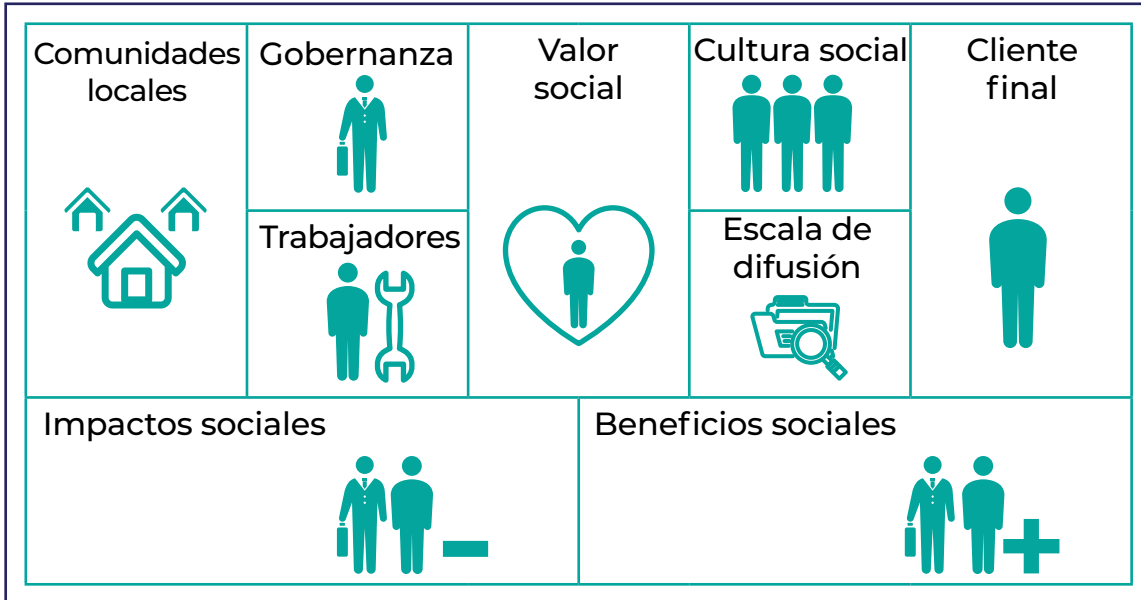 Comunidades
locales
Gobernanza
Trabajadores
Valor
social
Cultura social
Escala de
difusión
Cliente
final
Impactos sociales
Beneficios sociales